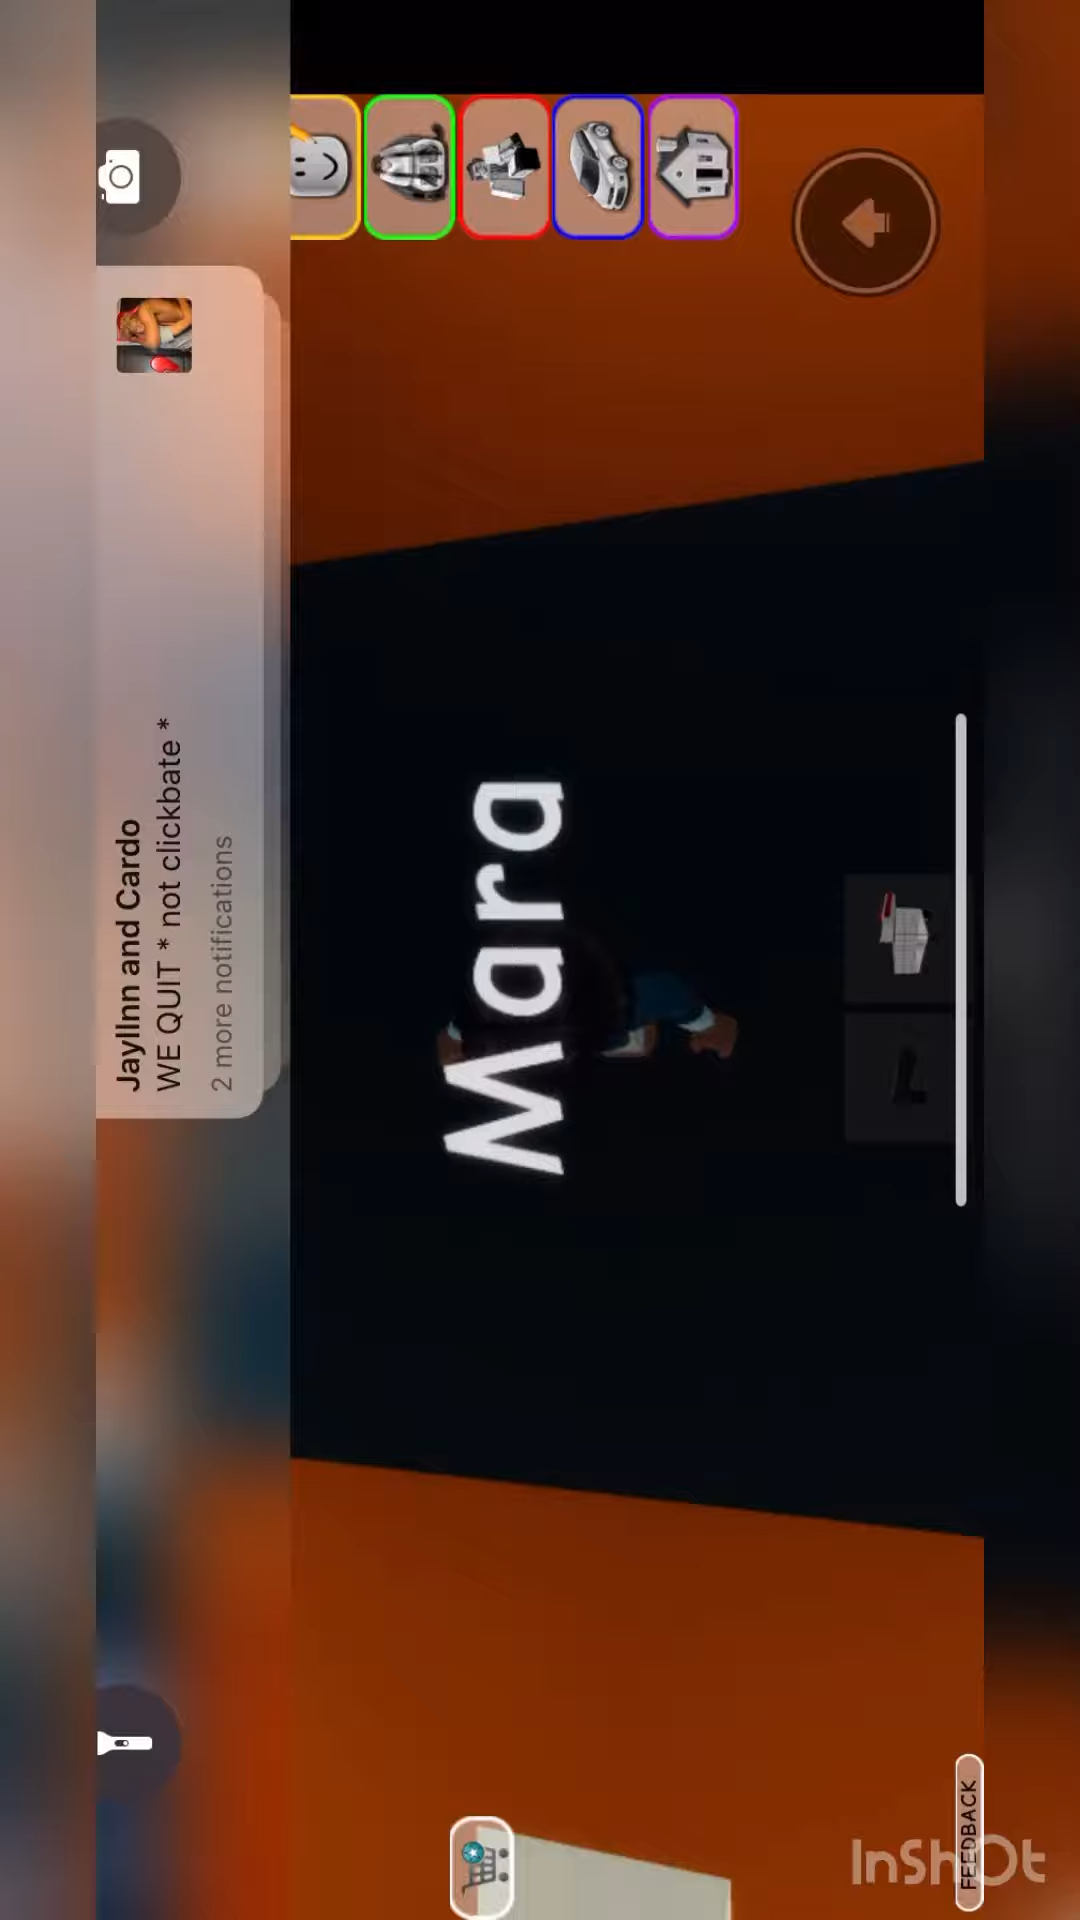 Jayllnn and Cardo
WE QUIT * not clickbate *
2 more notifications
Mara
FEEDBACK
InShOt